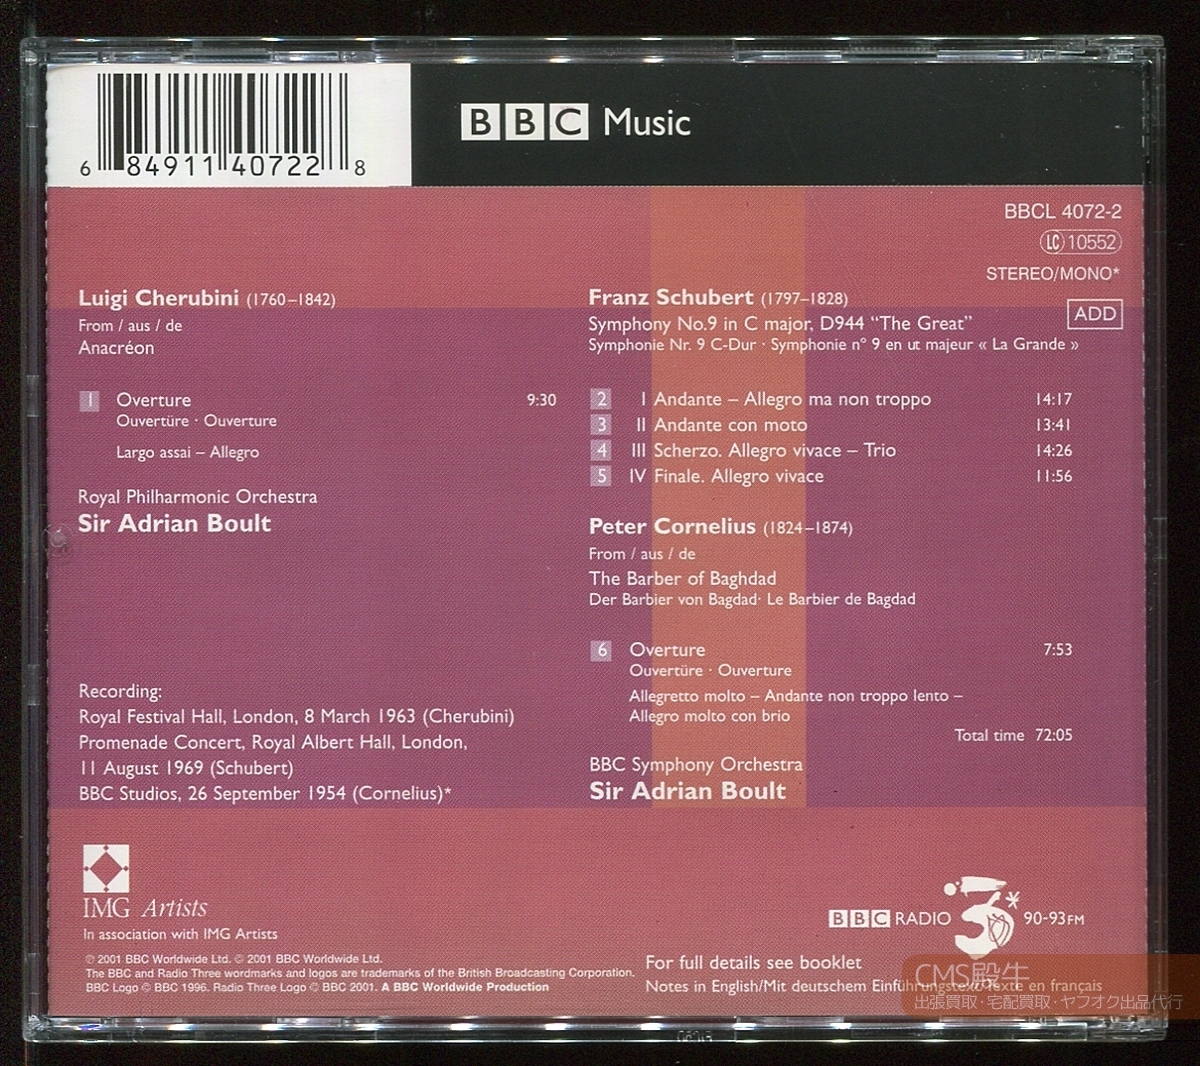 6 84911 40722 8
BBC Music
BBCL 4072-2
LC 10552
STEREO/MONO*
ADD
Luigi Cherubini (1760–1842)
From / aus / de
Anacréon
1 Overture 9:30
Ouvertüre · Ouverture
Largo assai – Allegro
Royal Philharmonic Orchestra
Sir Adrian Boult
Recording:
Royal Festival Hall, London, 8 March 1963 (Cherubini)
Promenade Concert, Royal Albert Hall, London,
11 August 1969 (Schubert)
BBC Studios, 26 September 1954 (Cornelius)*
Franz Schubert (1797–1828)
Symphony No.9 in C major, D944 “The Great”
Symphonie Nr. 9 C-Dur · Symphonie n° 9 en ut majeur « La Grande »
2 I Andante – Allegro ma non troppo 14:17
3 II Andante con moto 13:41
4 III Scherzo. Allegro vivace – Trio 14:26
5 IV Finale. Allegro vivace 11:56
Peter Cornelius (1824–1874)
From / aus / de
The Barber of Baghdad
Der Barbier von Bagdad· Le Barbier de Bagdad
6 Overture 7:53
Ouvertüre · Ouverture
Allegretto molto – Andante non troppo lento –
Allegro molto con brio
Total time 72:05
BBC Symphony Orchestra
Sir Adrian Boult
IMG Artists
In association with IMG Artists
℗ 2001 BBC Worldwide Ltd. © 2001 BBC Worldwide Ltd.
The BBC and Radio Three wordmarks and logos are trademarks of the British Broadcasting Corporation.
BBC Logo © BBC 1996. Radio Three Logo © BBC 2001. A BBC Worldwide Production
BBC RADIO 3* 90-93FM
For full details see booklet
Notes in English/Mit deutschem Einführungstext/Texte en français
CMS殿生
出張買取・宅配買取・ヤフオク出品代行